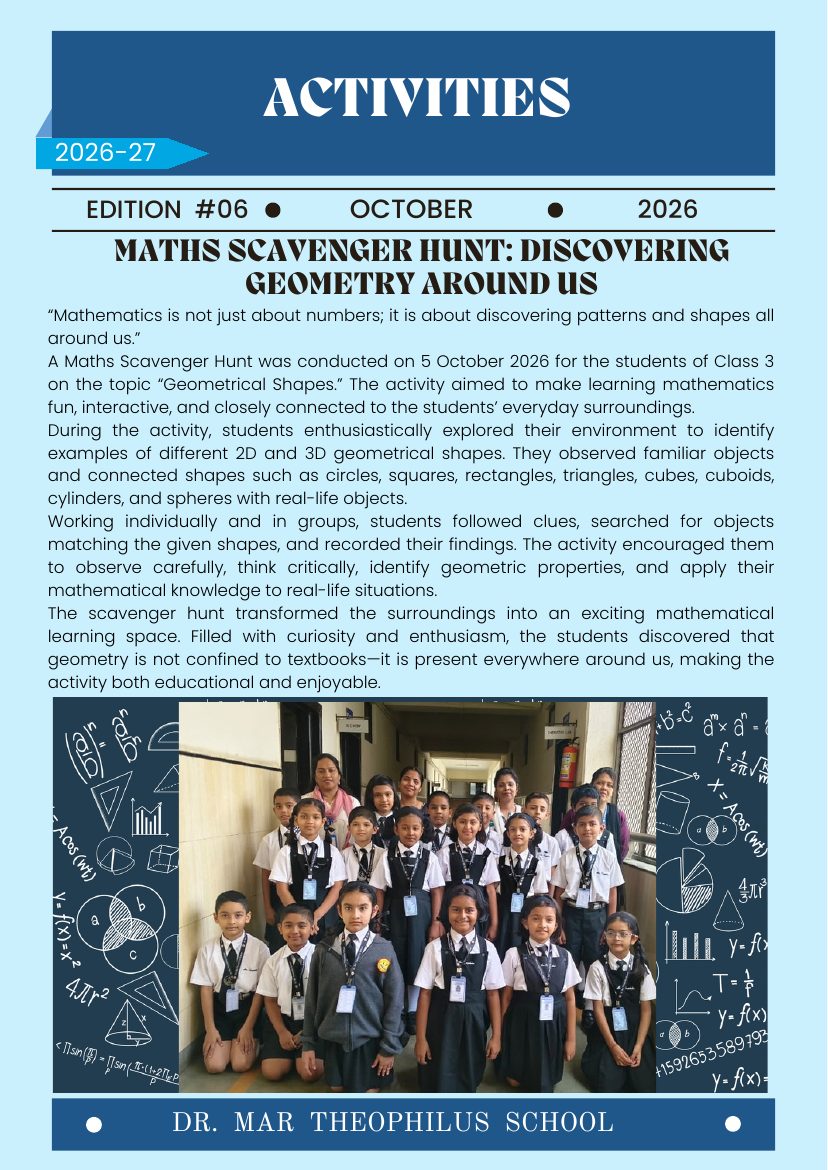 ACTIVITIES
2026-27
EDITION #06 ● OCTOBER ● 2026
MATHS SCAVENGER HUNT: DISCOVERING
GEOMETRY AROUND US
“Mathematics is not just about numbers; it is about discovering patterns and shapes all
around us.”
A Maths Scavenger Hunt was conducted on 5 October 2026 for the students of Class 3
on the topic “Geometrical Shapes.” The activity aimed to make learning mathematics
fun, interactive, and closely connected to the students’ everyday surroundings.
During the activity, students enthusiastically explored their environment to identify
examples of different 2D and 3D geometrical shapes. They observed familiar objects
and connected shapes such as circles, squares, rectangles, triangles, cubes, cuboids,
cylinders, and spheres with real-life objects.
Working individually and in groups, students followed clues, searched for objects
matching the given shapes, and recorded their findings. The activity encouraged them
to observe carefully, think critically, identify geometric properties, and apply their
mathematical knowledge to real-life situations.
The scavenger hunt transformed the surroundings into an exciting mathematical
learning space. Filled with curiosity and enthusiasm, the students discovered that
geometry is not confined to textbooks—it is present everywhere around us, making the
activity both educational and enjoyable.
a b
c
4πr²
z x
y = f(x) = x²
x = Acos(wt)
a b
4/3πr³
y = f(x)
T = 1/f
y = f(x)
+1592653589793
y = f(x) =
DR. MAR THEOPHILUS SCHOOL